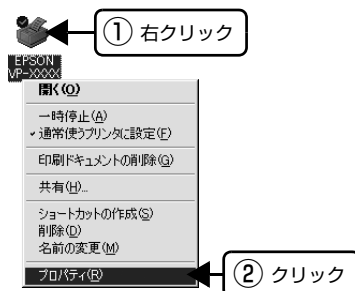 ① 右クリック
EPSON
VP-XXXX
開く(O)
一時停止(A)
通常使うプリンタに設定(F)
印刷ドキュメントの削除(G)
共有(H)...
ショートカットの作成(S)
削除(D)
名前の変更(M)
プロパティ(R)
② クリック